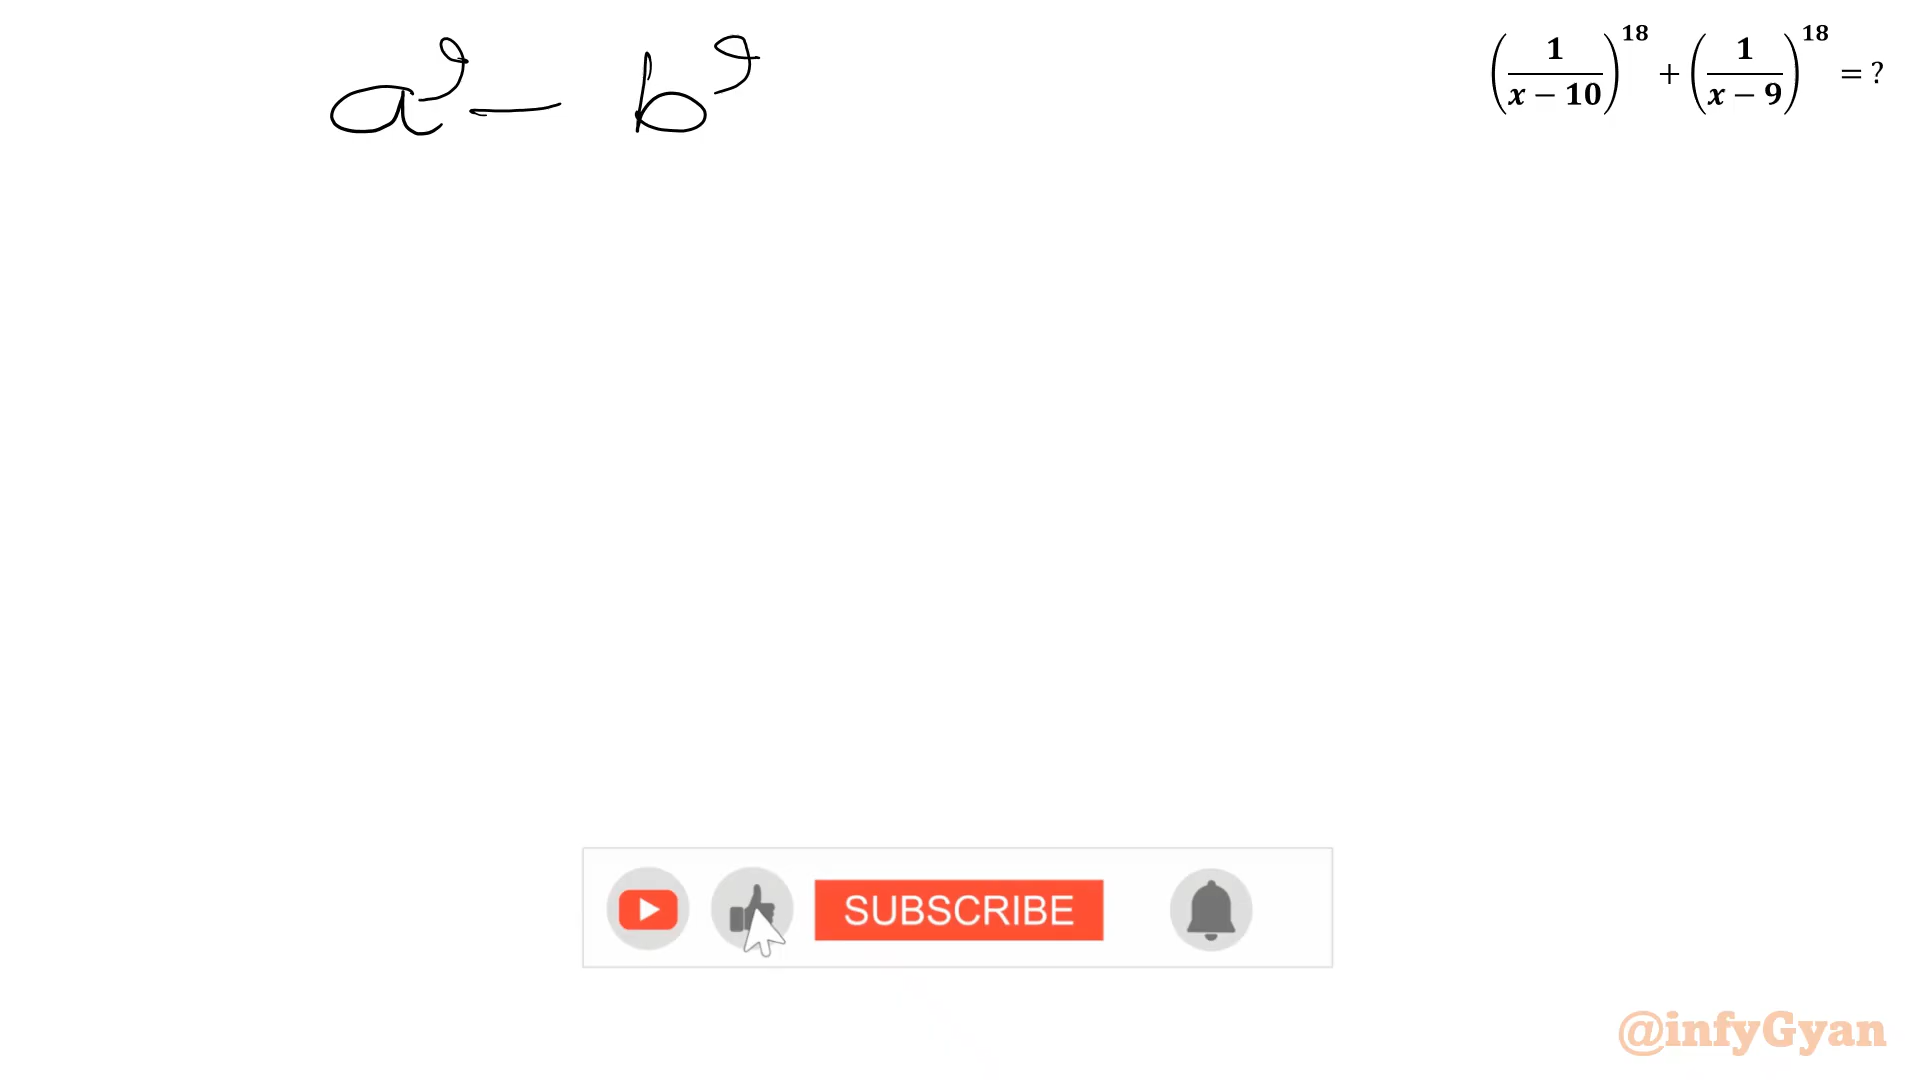 a⁹ — b⁹
(1/(x − 10))¹⁸ + (1/(x − 9))¹⁸ = ?
SUBSCRIBE
@infyGyan